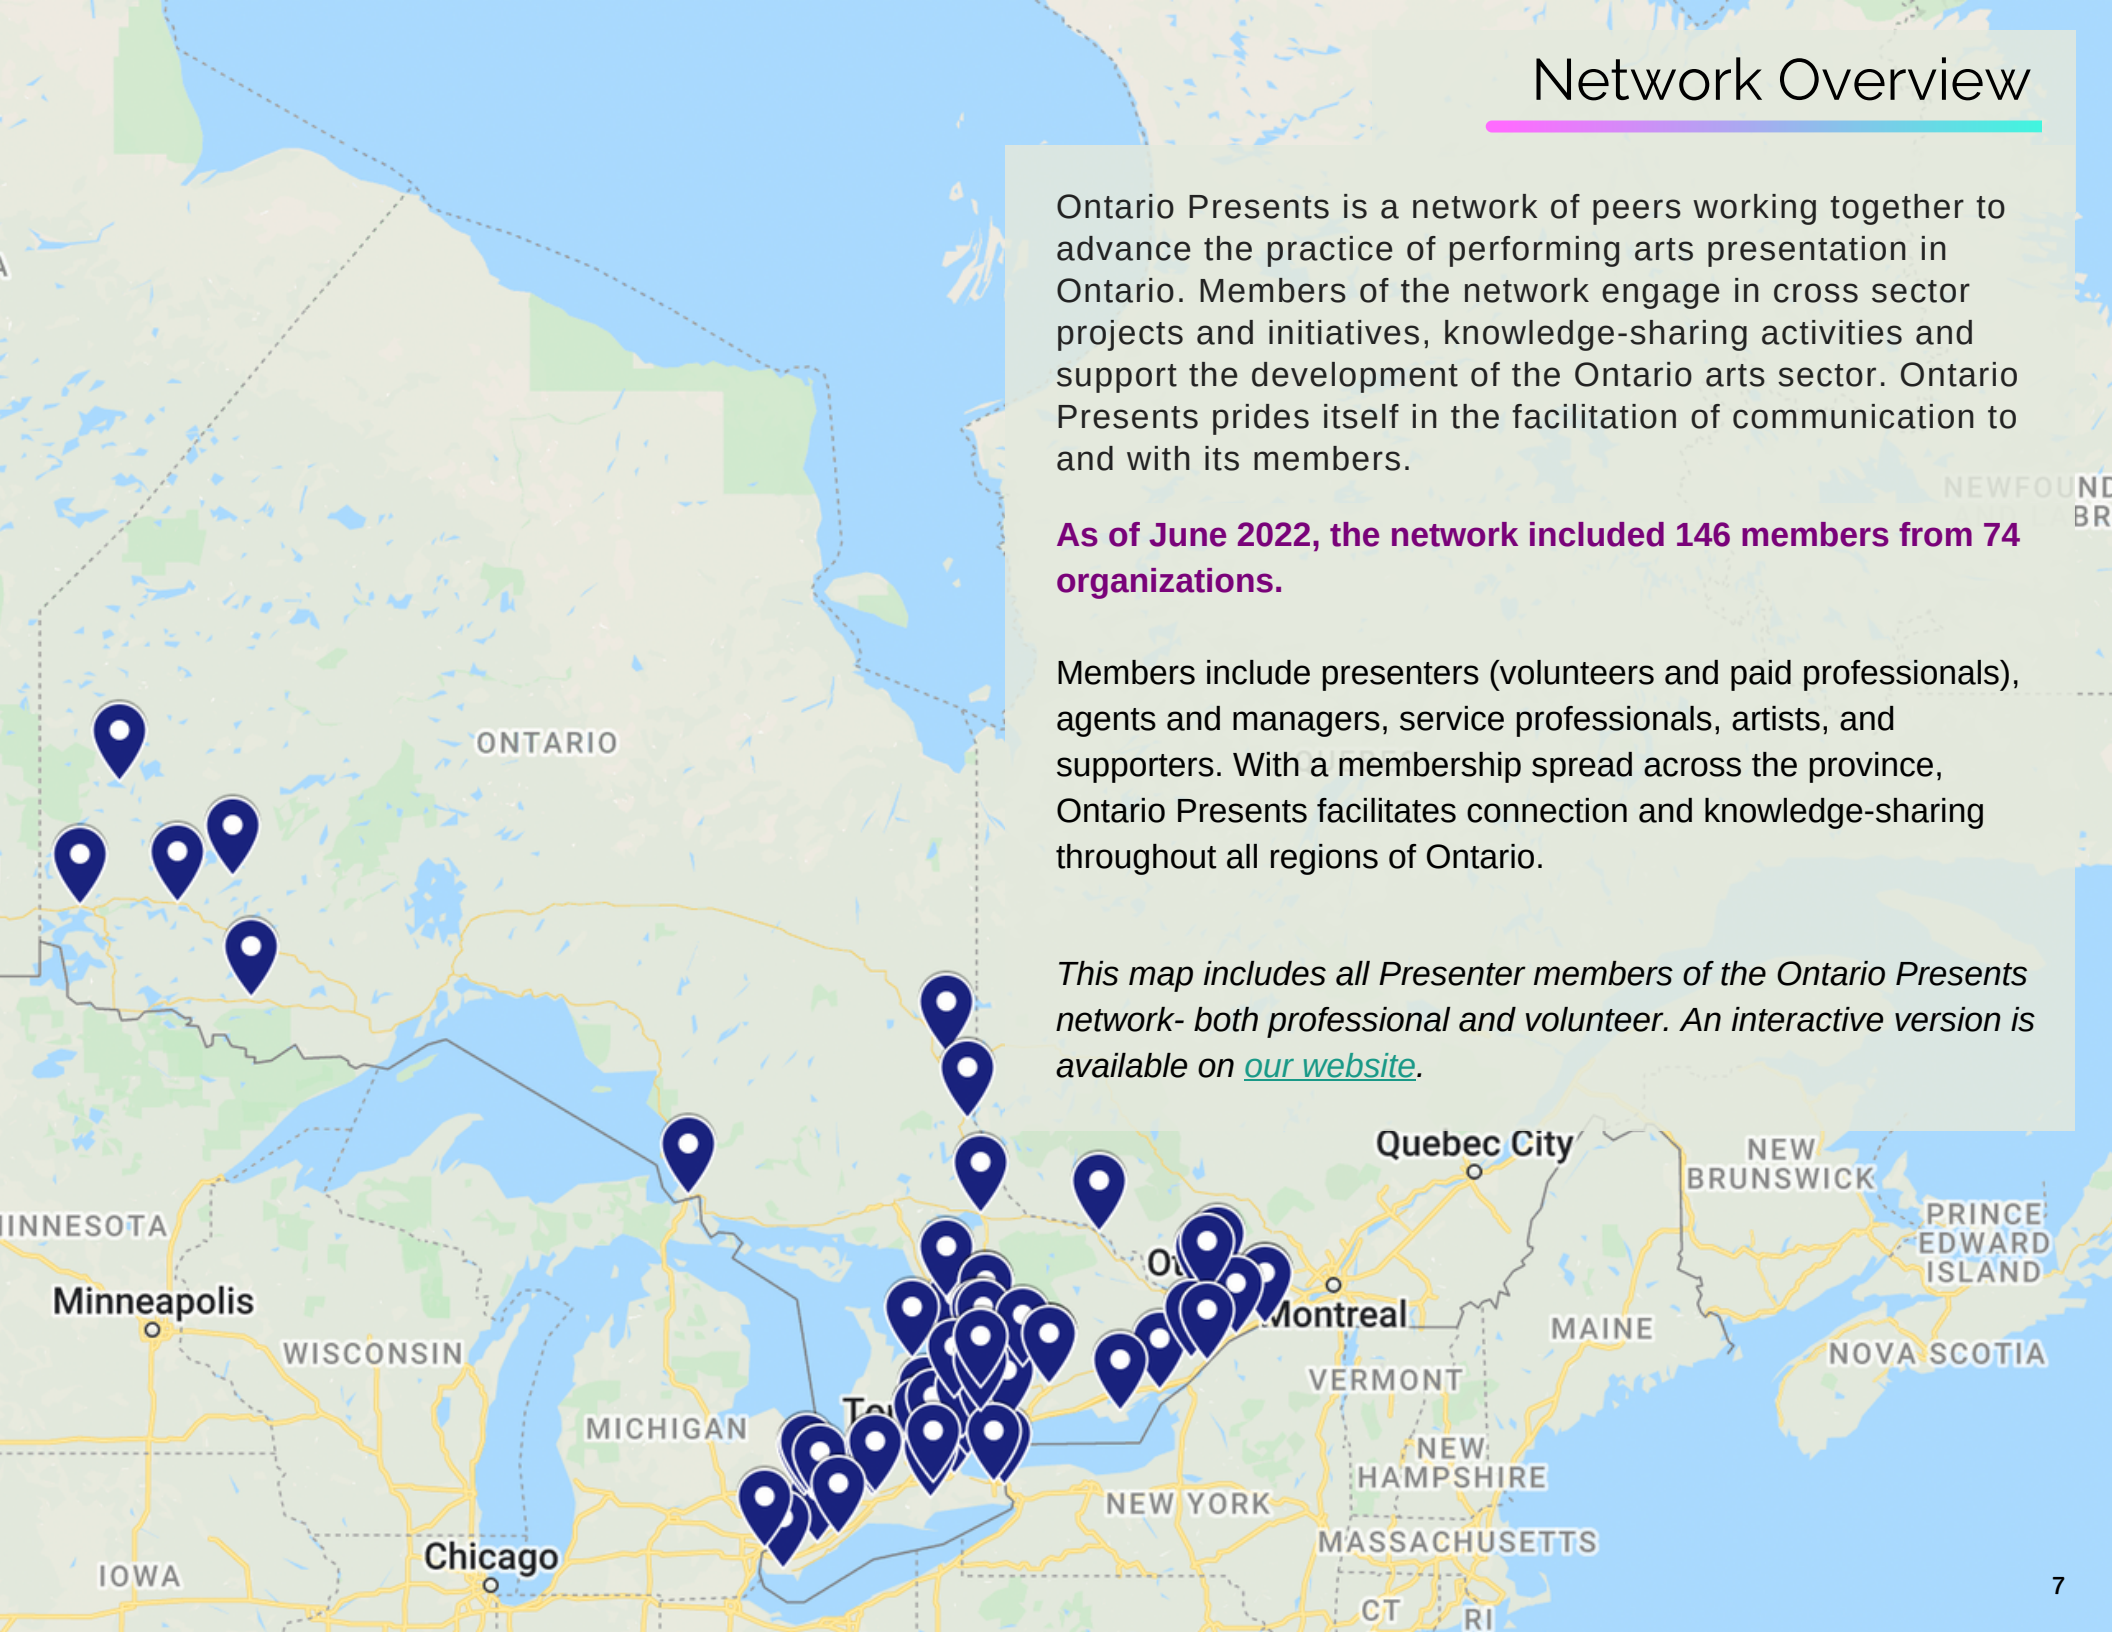 Network Overview
Ontario Presents is a network of peers working together to
advance the practice of performing arts presentation in
Ontario. Members of the network engage in cross sector
projects and initiatives, knowledge-sharing activities and
support the development of the Ontario arts sector. Ontario
Presents prides itself in the facilitation of communication to
and with its members.
As of June 2022, the network included 146 members from 74
organizations.
Members include presenters (volunteers and paid professionals),
agents and managers, service professionals, artists, and
supporters. With a membership spread across the province,
Ontario Presents facilitates connection and knowledge-sharing
throughout all regions of Ontario.
This map includes all Presenter members of the Ontario Presents
network- both professional and volunteer. An interactive version is
available on our website.
NEWFOUND
ONTARIO
QUEBEC
Quebec City
NEW
BRUNSWICK
PRINCE
EDWARD
ISLAND
INNESOTA
Minneapolis
WISCONSIN
Montreal
MAINE
NOVA SCOTIA
VERMONT
MICHIGAN
NEW
HAMPSHIRE
NEW YORK
MASSACHUSETTS
Chicago
IOWA
CT
RI
7